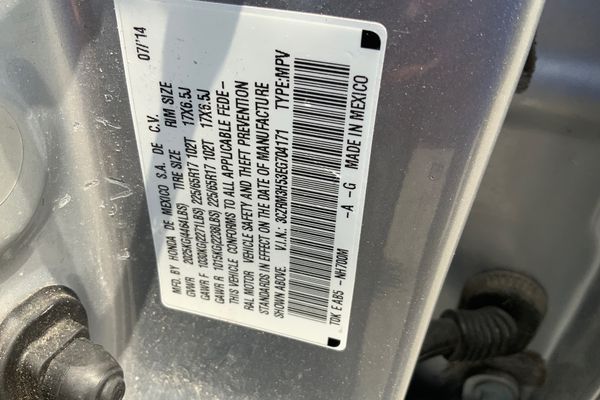 MFD. BY HONDA DE MEXICO S.A. DE C.V. 07/'14
TIRE SIZE RIM SIZE
GVWR 2025KG(4464LBS)
GAWR F 1030KG(2271LBS) 225/65R17 102T 17X6.5J
GAWR R 1015KG(2238LBS) 225/65R17 102T 17X6.5J
THIS VEHICLE CONFORMS TO ALL APPLICABLE FEDE-
RAL MOTOR VEHICLE SAFETY AND THEFT PREVENTION
STANDARDS IN EFFECT ON THE DATE OF MANUFACTURE
SHOWN ABOVE. V.I.N.: 3CZRM3H53EG704171 TYPE:MPV
T0K E AB5 -NH700M -A -G MADE IN MEXICO